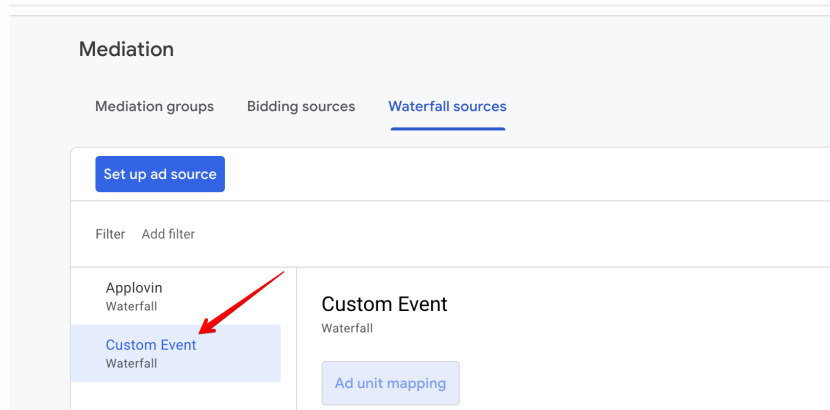 Mediation
Mediation groups Bidding sources Waterfall sources
Set up ad source
Filter Add filter
Applovin
Waterfall
Custom Event
Waterfall
Custom Event
Waterfall
Ad unit mapping